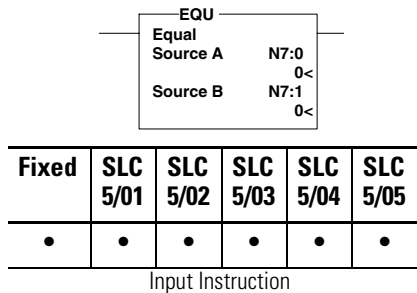 EQU
Equal
Source A N7:0
0<
Source B N7:1
0<
Fixed SLC 5/01 SLC 5/02 SLC 5/03 SLC 5/04 SLC 5/05
• • • • • •
Input Instruction